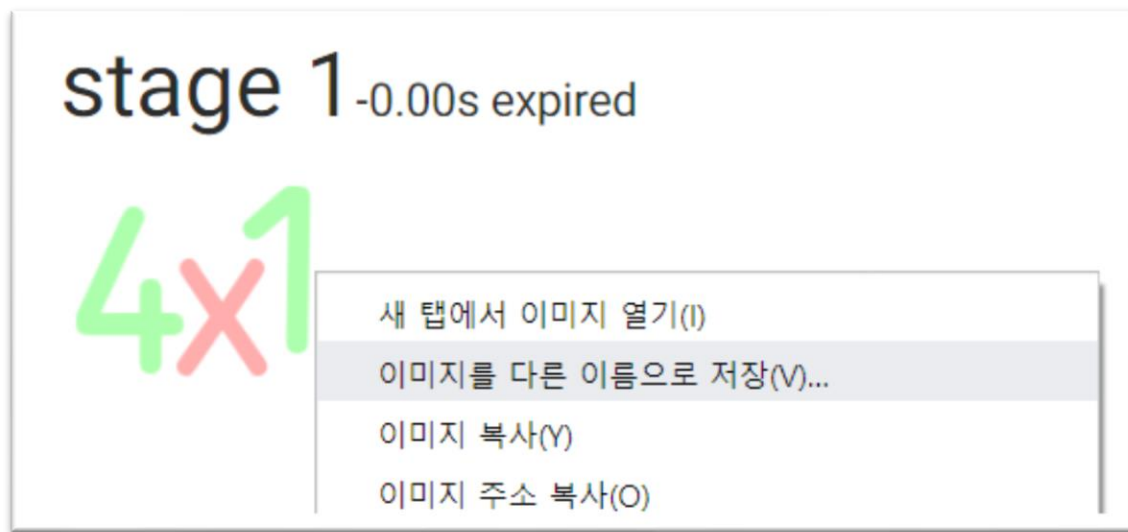 stage 1 -0.00s expired
4x1
새 탭에서 이미지 열기(I)
이미지를 다른 이름으로 저장(V)...
이미지 복사(Y)
이미지 주소 복사(O)